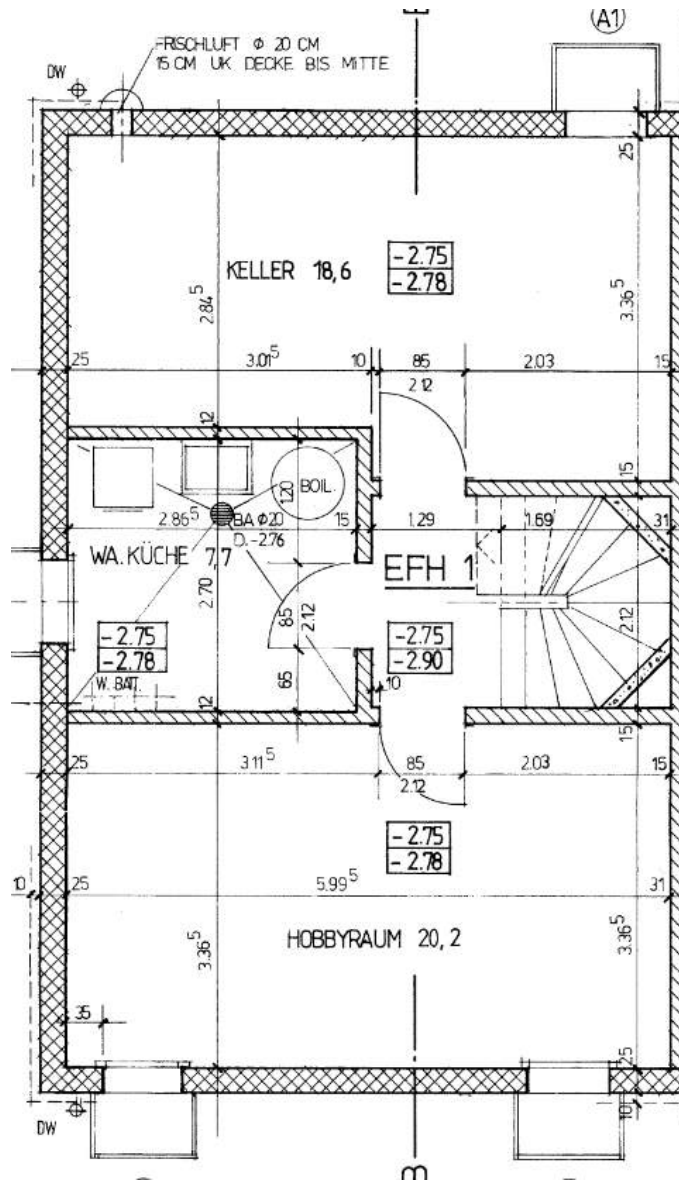 A1
FRISCHLUFT Φ 20 CM
15 CM UK DECKE BIS MITTE
DW
25
KELLER 18,6
-2.75
-2.78
2.84⁵
3.36⁵
25 3.01⁵ 10 85 2.03 15
2.12
12
15
120
BOIL.
2.86⁵ BA Φ20 15 1.29 1.69 31
D.-2.76
WA. KÜCHE 7,7
EFH 1
2.70
85
2.12
2.12
-2.75
-2.78
-2.75
-2.90
W. BATT.
65
10
12
15
25 3.11⁵ 85 2.03 15
2.12
-2.75
-2.78
10 25 5.99⁵ 31
HOBBYRAUM 20,2
3.36⁵
3.36⁵
35
25
10
DW
B